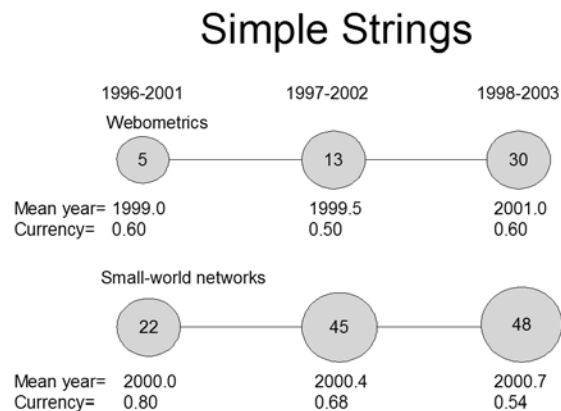 Simple Strings
1996-2001 1997-2002 1998-2003
Webometrics
5 13 30
Mean year= 1999.0 1999.5 2001.0
Currency= 0.60 0.50 0.60
Small-world networks
22 45 48
Mean year= 2000.0 2000.4 2000.7
Currency= 0.80 0.68 0.54